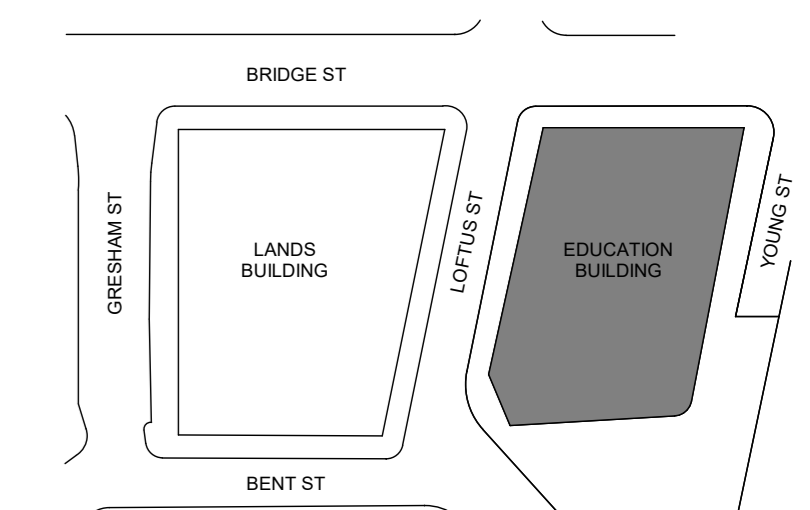 BRIDGE ST
GRESHAM ST
LANDS
BUILDING
LOFTUS ST
EDUCATION
BUILDING
YOUNG ST
BENT ST